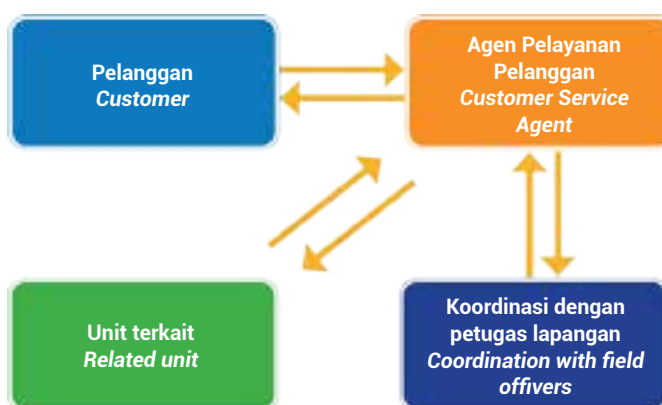 Pelanggan
Customer
Agen Pelayanan
Pelanggan
Customer Service
Agent
Unit terkait
Related unit
Koordinasi dengan
petugas lapangan
Coordination with field
offivers